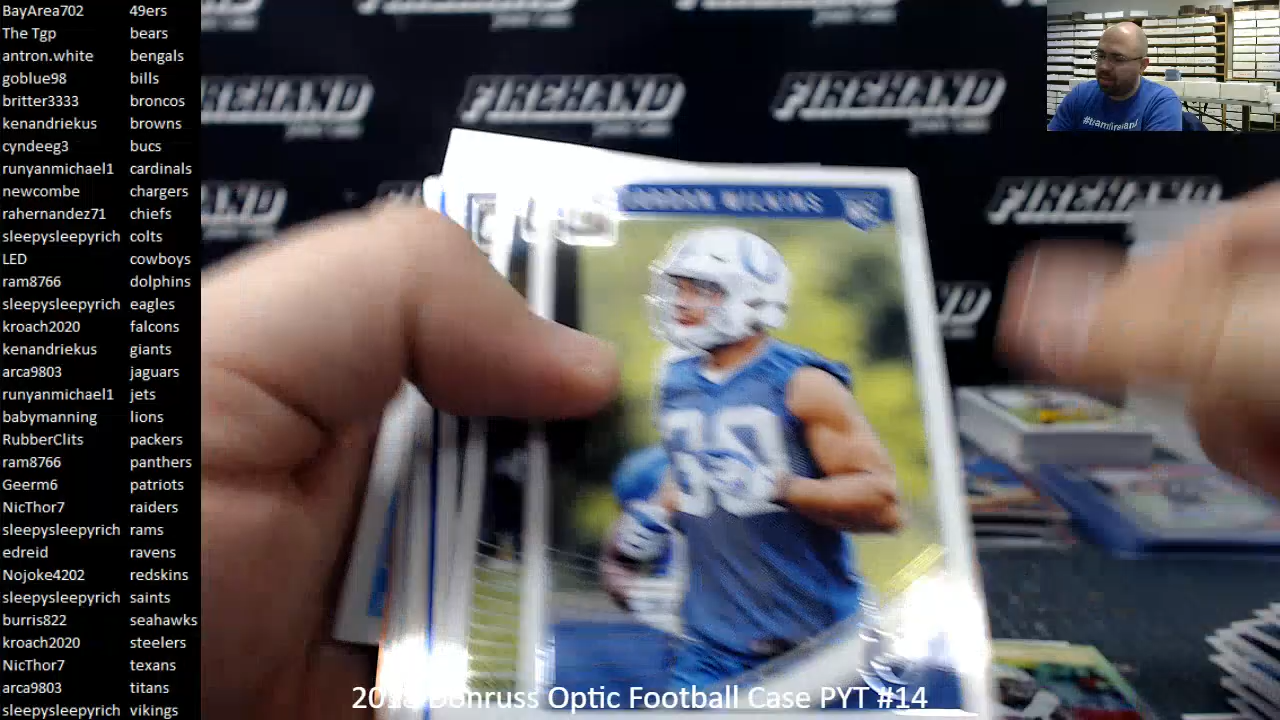 BayArea702 49ers
The Tgp bears
antron.white bengals
goblue98 bills
britter3333 broncos
kenandriekus browns
cyndeeg3 bucs
runyanmichael1 cardinals
newcombe chargers
rahernandez71 chiefs
sleepysleepyrich colts
LED cowboys
ram8766 dolphins
sleepysleepyrich eagles
kroach2020 falcons
kenandriekus giants
arca9803 jaguars
runyanmichael1 jets
babymanning lions
RubberClits packers
ram8766 panthers
Geerm6 patriots
NicThor7 raiders
sleepysleepyrich rams
edreid ravens
Nojoke4202 redskins
sleepysleepyrich saints
burris822 seahawks
kroach2020 steelers
NicThor7 texans
arca9803 titans
sleepysleepyrich vikings
FIREHAND
FIREHAND
FIREHAND
FIREHAND
WILKINS
Donruss Optic Football Case PYT #14